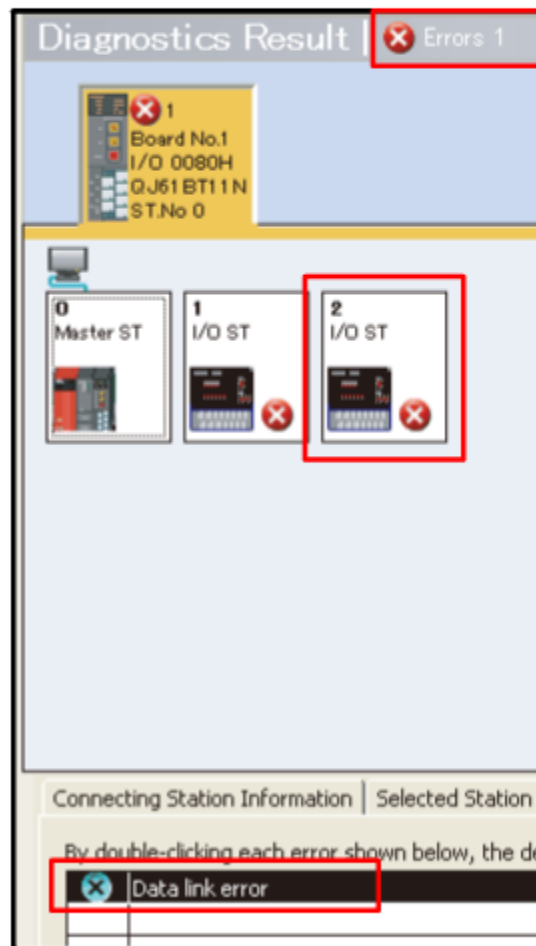 Diagnostics Result | Errors 1
1
Board No.1
I/O 0080H
QJ61BT11N
ST.No 0
0
Master ST
1
I/O ST
2
I/O ST
Connecting Station Information | Selected Station
By double-clicking each error shown below, the de
Data link error